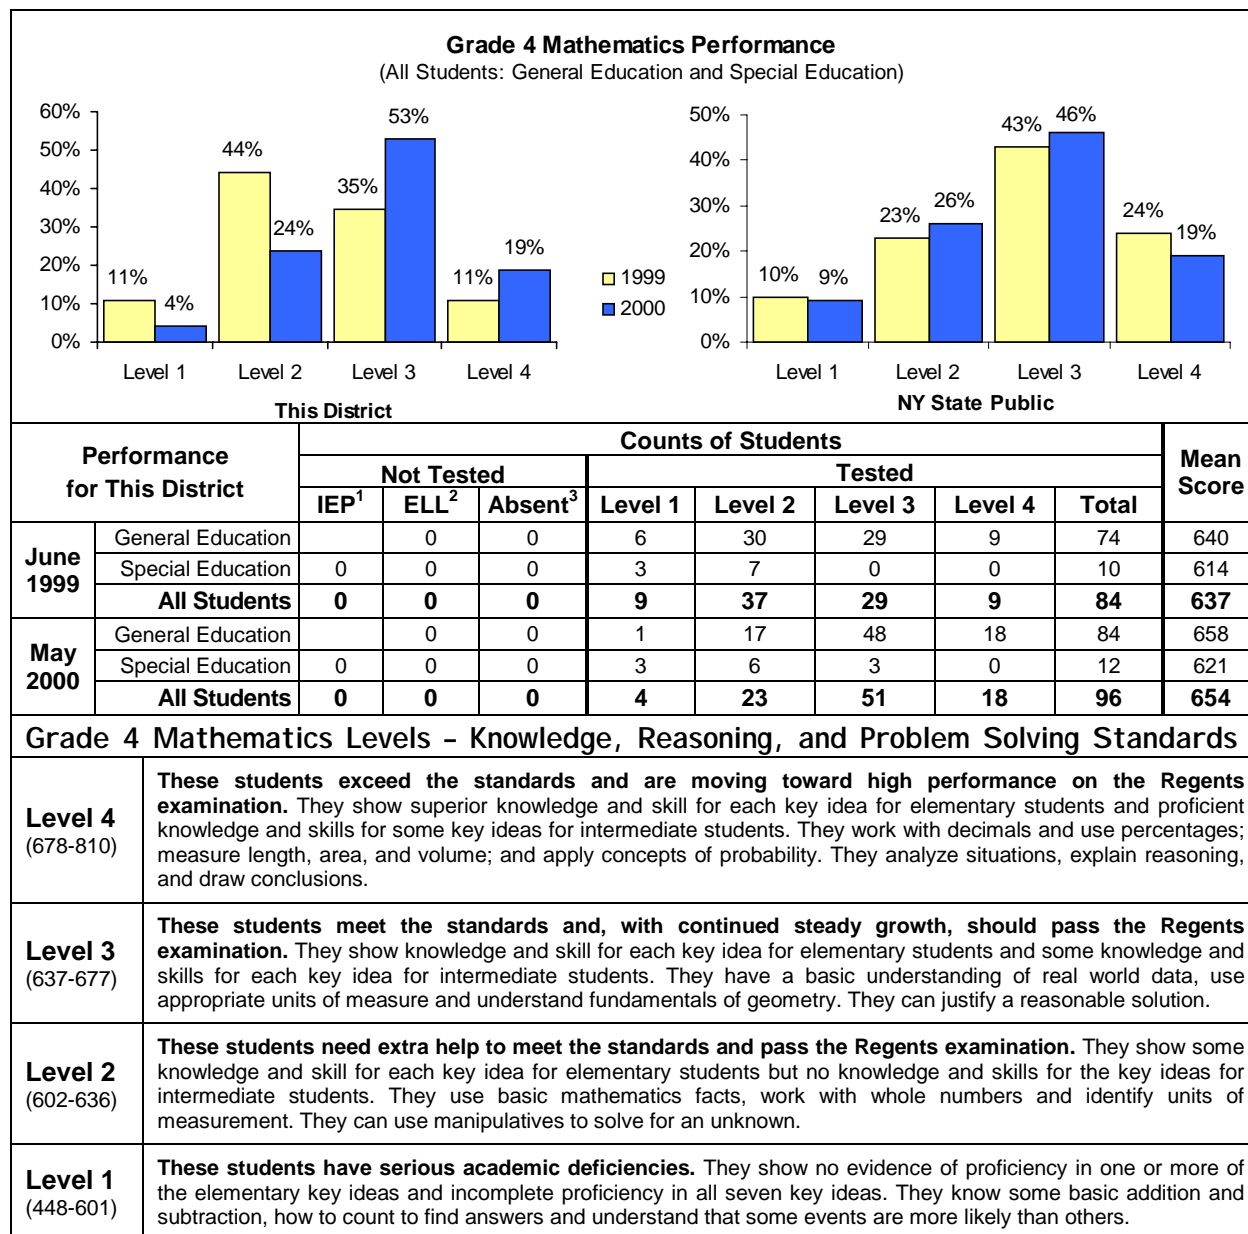 Grade 4 Mathematics Performance
(All Students: General Education and Special Education)
60%
50%
40%
30%
20%
10%
0%
11%
4%
44%
24%
35%
53%
11%
19%
Level 1 Level 2 Level 3 Level 4
This District
1999
2000
50%
40%
30%
20%
10%
0%
10%
9%
23%
26%
43%
46%
24%
19%
Level 1 Level 2 Level 3 Level 4
NY State Public
Performance for This District
Counts of Students
Mean Score
Not Tested Tested
IEP1 ELL2 Absent3 Level 1 Level 2 Level 3 Level 4 Total
June 1999
General Education 0 0 6 30 29 9 74 640
Special Education 0 0 0 3 7 0 0 10 614
All Students 0 0 0 9 37 29 9 84 637
May 2000
General Education 0 0 1 17 48 18 84 658
Special Education 0 0 0 3 6 3 0 12 621
All Students 0 0 0 4 23 51 18 96 654
Grade 4 Mathematics Levels – Knowledge, Reasoning, and Problem Solving Standards
Level 4
(678-810)
These students exceed the standards and are moving toward high performance on the Regents
examination. They show superior knowledge and skill for each key idea for elementary students and proficient
knowledge and skills for some key ideas for intermediate students. They work with decimals and use percentages;
measure length, area, and volume; and apply concepts of probability. They analyze situations, explain reasoning,
and draw conclusions.
Level 3
(637-677)
These students meet the standards and, with continued steady growth, should pass the Regents
examination. They show knowledge and skill for each key idea for elementary students and some knowledge and
skills for each key idea for intermediate students. They have a basic understanding of real world data, use
appropriate units of measure and understand fundamentals of geometry. They can justify a reasonable solution.
Level 2
(602-636)
These students need extra help to meet the standards and pass the Regents examination. They show some
knowledge and skill for each key idea for elementary students but no knowledge and skills for the key ideas for
intermediate students. They use basic mathematics facts, work with whole numbers and identify units of
measurement. They can use manipulatives to solve for an unknown.
Level 1
(448-601)
These students have serious academic deficiencies. They show no evidence of proficiency in one or more of
the elementary key ideas and incomplete proficiency in all seven key ideas. They know some basic addition and
subtraction, how to count to find answers and understand that some events are more likely than others.